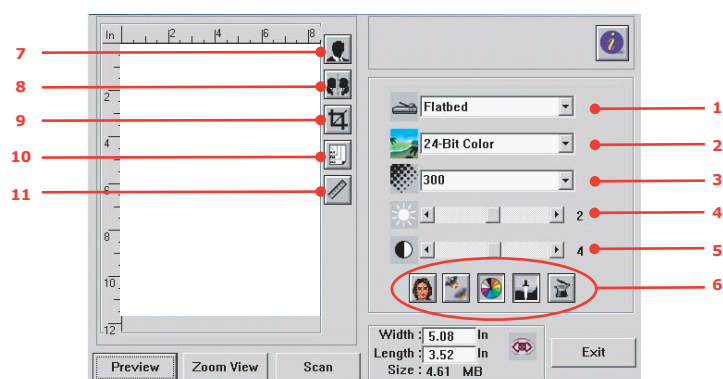 In 2 4 6 8
2
4
6
8
10
12
7
8
9
10
11
Flatbed 1
24-Bit Color 2
300 3
2 4
4 5
6
Width : 5.08 In
Length : 3.52 In
Size : 4.61 MB
Preview Zoom View Scan Exit